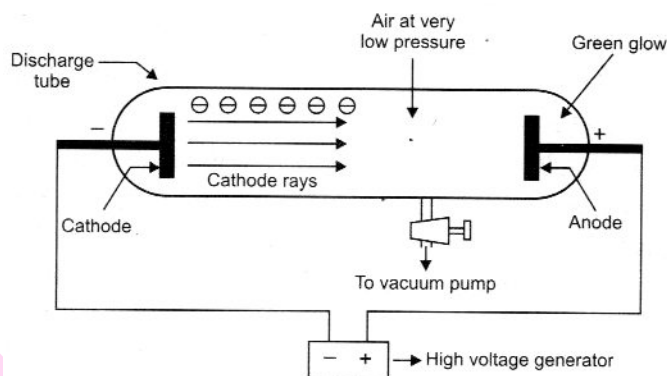 Air at very
low pressure
Green glow
Discharge
tube
⊖ ⊖ ⊖ ⊖ ⊖ ⊖
−
+
Cathode rays
Cathode
Anode
To vacuum pump
− +
High voltage generator